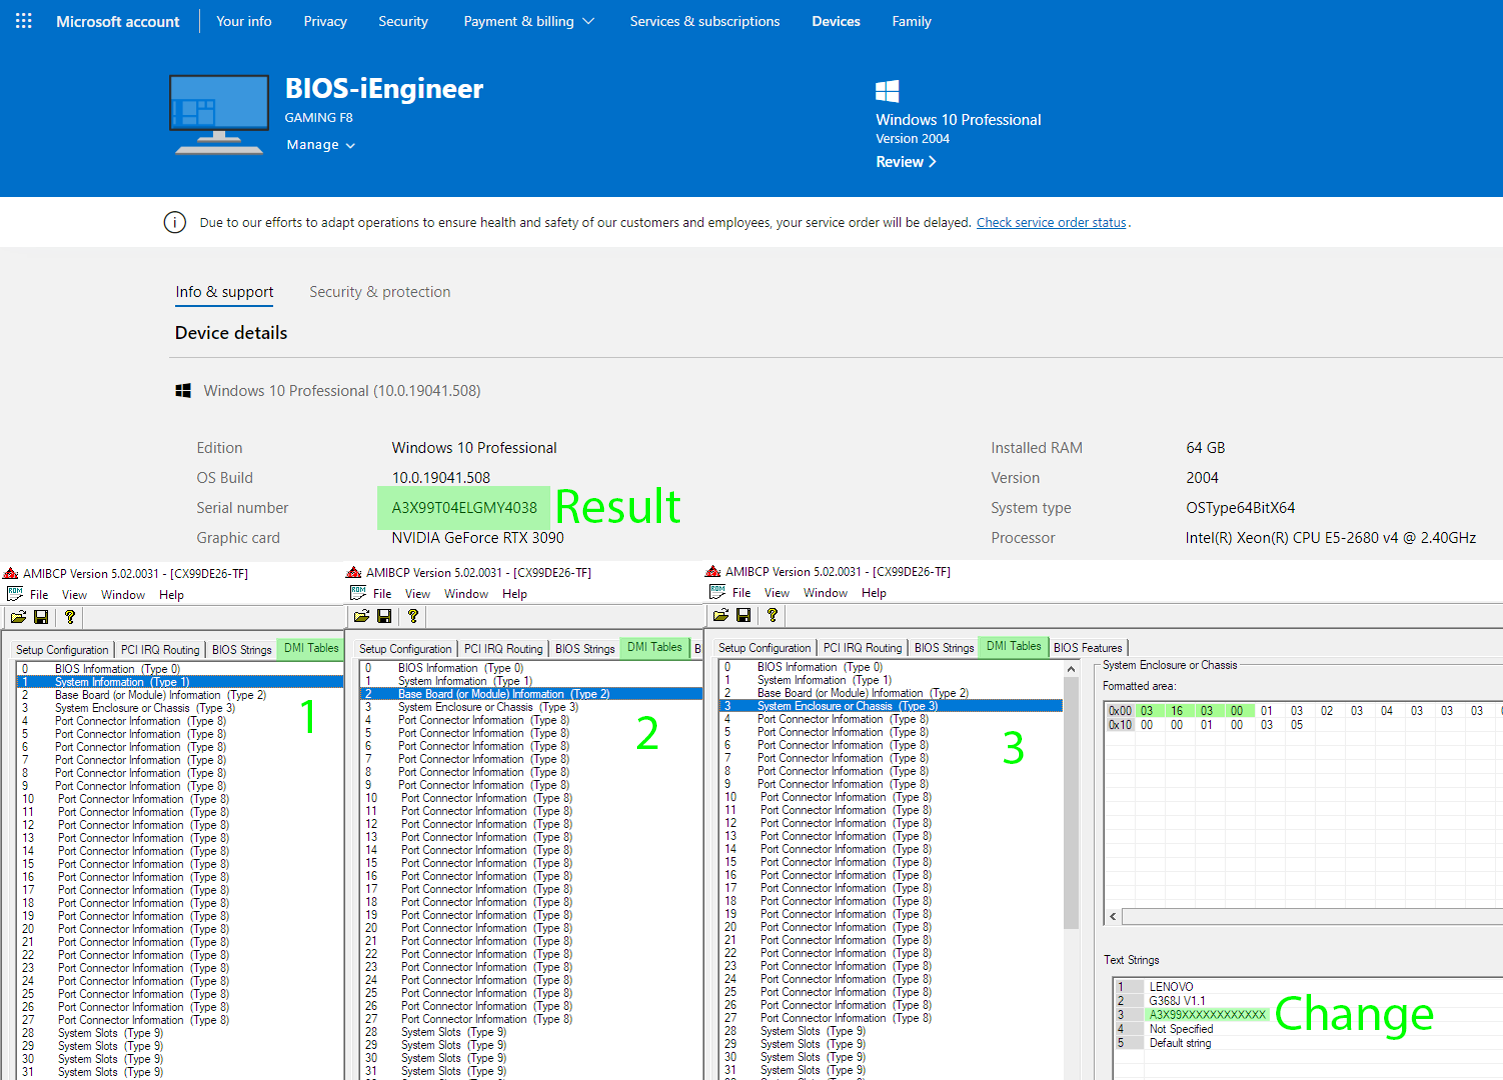 Microsoft account Your info Privacy Security Payment & billing Services & subscriptions Devices Family
BIOS-iEngineer
GAMING F8
Manage
Windows 10 Professional
Version 2004
Review
Due to our efforts to adapt operations to ensure health and safety of our customers and employees, your service order will be delayed. Check service order status.
Info & support Security & protection
Device details
Windows 10 Professional (10.0.19041.508)
Edition Windows 10 Professional
OS Build 10.0.19041.508
Serial number A3X99T04ELGMY4038 Result
Graphic card NVIDIA GeForce RTX 3090
Installed RAM 64 GB
Version 2004
System type OSType64BitX64
Processor Intel(R) Xeon(R) CPU E5-2680 v4 @ 2.40GHz
AMIBCP Version 5.02.0031 - [CX99DE26-TF]
File View Window Help
Setup Configuration PCI IRQ Routing BIOS Strings DMI Tables
0 BIOS Information (Type 0)
1 System Information (Type 1)
2 Base Board (or Module) Information (Type 2)
3 System Enclosure or Chassis (Type 3)
4 Port Connector Information (Type 8)
5 Port Connector Information (Type 8)
6 Port Connector Information (Type 8)
7 Port Connector Information (Type 8)
8 Port Connector Information (Type 8)
9 Port Connector Information (Type 8)
10 Port Connector Information (Type 8)
11 Port Connector Information (Type 8)
12 Port Connector Information (Type 8)
13 Port Connector Information (Type 8)
14 Port Connector Information (Type 8)
15 Port Connector Information (Type 8)
16 Port Connector Information (Type 8)
17 Port Connector Information (Type 8)
18 Port Connector Information (Type 8)
19 Port Connector Information (Type 8)
20 Port Connector Information (Type 8)
21 Port Connector Information (Type 8)
22 Port Connector Information (Type 8)
23 Port Connector Information (Type 8)
24 Port Connector Information (Type 8)
25 Port Connector Information (Type 8)
26 Port Connector Information (Type 8)
27 Port Connector Information (Type 8)
28 System Slots (Type 9)
29 System Slots (Type 9)
30 System Slots (Type 9)
31 System Slots (Type 9)
1
AMIBCP Version 5.02.0031 - [CX99DE26-TF]
File View Window Help
Setup Configuration PCI IRQ Routing BIOS Strings DMI Tables B
0 BIOS Information (Type 0)
1 System Information (Type 1)
2 Base Board (or Module) Information (Type 2)
3 System Enclosure or Chassis (Type 3)
4 Port Connector Information (Type 8)
5 Port Connector Information (Type 8)
6 Port Connector Information (Type 8)
7 Port Connector Information (Type 8)
8 Port Connector Information (Type 8)
9 Port Connector Information (Type 8)
10 Port Connector Information (Type 8)
11 Port Connector Information (Type 8)
12 Port Connector Information (Type 8)
13 Port Connector Information (Type 8)
14 Port Connector Information (Type 8)
15 Port Connector Information (Type 8)
16 Port Connector Information (Type 8)
17 Port Connector Information (Type 8)
18 Port Connector Information (Type 8)
19 Port Connector Information (Type 8)
20 Port Connector Information (Type 8)
21 Port Connector Information (Type 8)
22 Port Connector Information (Type 8)
23 Port Connector Information (Type 8)
24 Port Connector Information (Type 8)
25 Port Connector Information (Type 8)
26 Port Connector Information (Type 8)
27 Port Connector Information (Type 8)
28 System Slots (Type 9)
29 System Slots (Type 9)
30 System Slots (Type 9)
31 System Slots (Type 9)
2
AMIBCP Version 5.02.0031 - [CX99DE26-TF]
File View Window Help
Setup Configuration PCI IRQ Routing BIOS Strings DMI Tables BIOS Features
0 BIOS Information (Type 0)
1 System Information (Type 1)
2 Base Board (or Module) Information (Type 2)
3 System Enclosure or Chassis (Type 3)
4 Port Connector Information (Type 8)
5 Port Connector Information (Type 8)
6 Port Connector Information (Type 8)
7 Port Connector Information (Type 8)
8 Port Connector Information (Type 8)
9 Port Connector Information (Type 8)
10 Port Connector Information (Type 8)
11 Port Connector Information (Type 8)
12 Port Connector Information (Type 8)
13 Port Connector Information (Type 8)
14 Port Connector Information (Type 8)
15 Port Connector Information (Type 8)
16 Port Connector Information (Type 8)
17 Port Connector Information (Type 8)
18 Port Connector Information (Type 8)
19 Port Connector Information (Type 8)
20 Port Connector Information (Type 8)
21 Port Connector Information (Type 8)
22 Port Connector Information (Type 8)
23 Port Connector Information (Type 8)
24 Port Connector Information (Type 8)
25 Port Connector Information (Type 8)
26 Port Connector Information (Type 8)
27 Port Connector Information (Type 8)
28 System Slots (Type 9)
29 System Slots (Type 9)
30 System Slots (Type 9)
31 System Slots (Type 9)
3
System Enclosure or Chassis
Formatted area:
0x00 03 16 03 00 01 03 02 03 04 03 03 03
0x10 00 00 01 00 03 05
Text Strings
1 LENOVO
2 G368J V1.1
3 A3X99XXXXXXXXXXXX Change
4 Not Specified
5 Default string